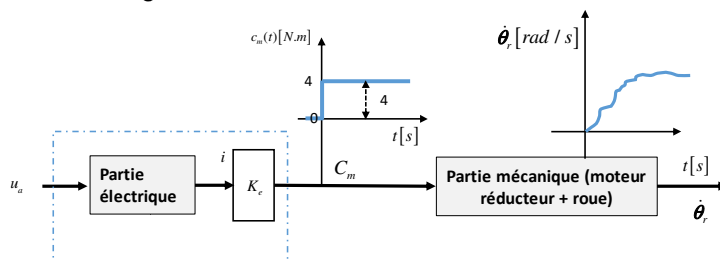 c_m(t)[N.m]
4
0
4
t[s]
θ̇_r [rad / s]
t[s]
u_a
Partie
électrique
i
K_e
C_m
Partie mécanique (moteur
réducteur + roue)
θ̇_r